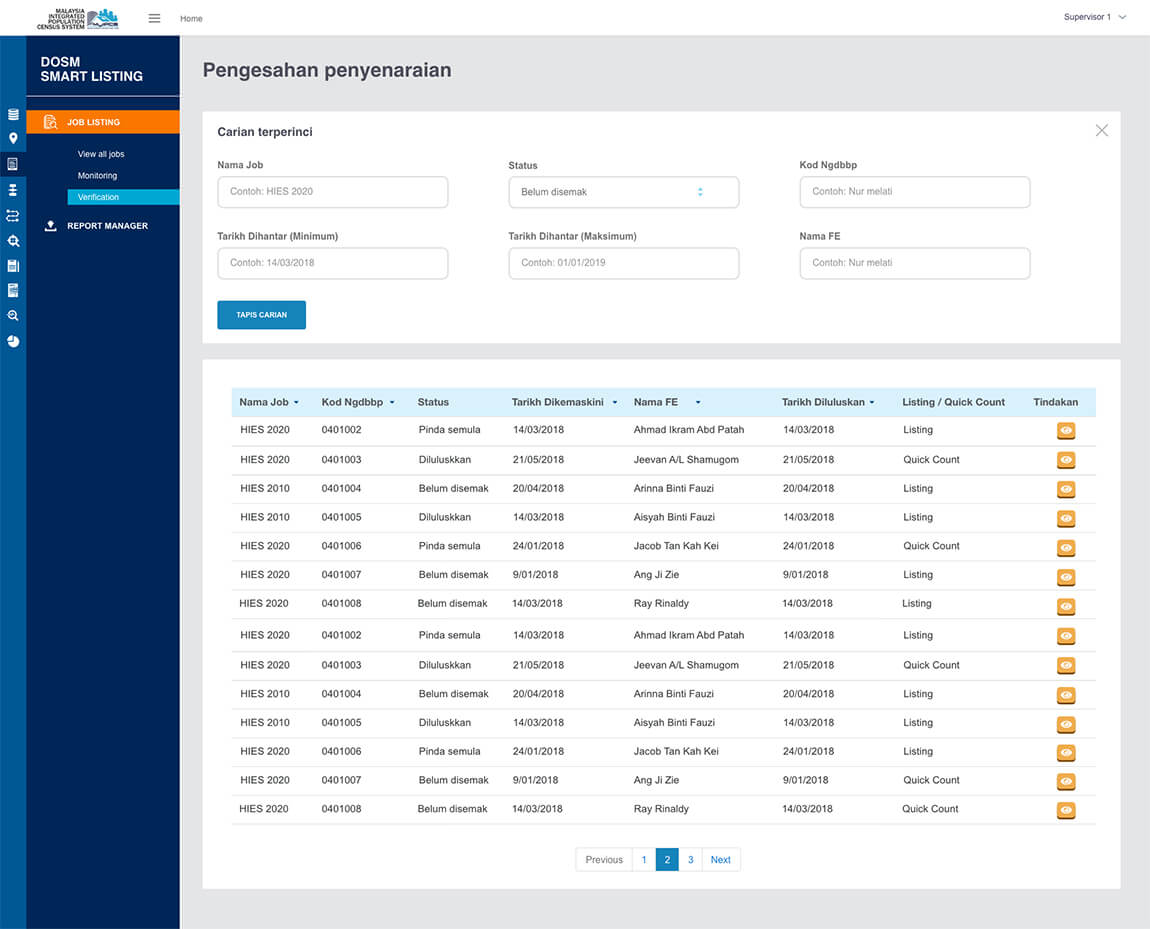 MALAYSIA
INTEGRATED
POPULATION
CENSUS SYSTEM
Home
Supervisor 1
DOSM
SMART LISTING
JOB LISTING
View all jobs
Monitoring
Verification
REPORT MANAGER
Pengesahan penyenaraian
Carian terperinci
Nama Job Status Kod Ngdbbp
Contoh: HIES 2020 Belum disemak Contoh: Nur melati
Tarikh Dihantar (Minimum) Tarikh Dihantar (Maksimum) Nama FE
Contoh: 14/03/2018 Contoh: 01/01/2019 Contoh: Nur melati
TAPIS CARIAN
Nama Job Kod Ngdbbp Status Tarikh Dikemaskini Nama FE Tarikh Diluluskan Listing / Quick Count Tindakan
HIES 2020 0401002 Pinda semula 14/03/2018 Ahmad Ikram Abd Patah 14/03/2018 Listing
HIES 2020 0401003 Diluluskkan 21/05/2018 Jeevan A/L Shamugom 21/05/2018 Quick Count
HIES 2010 0401004 Belum disemak 20/04/2018 Arinna Binti Fauzi 20/04/2018 Listing
HIES 2010 0401005 Diluluskkan 14/03/2018 Aisyah Binti Fauzi 14/03/2018 Listing
HIES 2020 0401006 Pinda semula 24/01/2018 Jacob Tan Kah Kei 24/01/2018 Quick Count
HIES 2020 0401007 Belum disemak 9/01/2018 Ang Ji Zie 9/01/2018 Listing
HIES 2020 0401008 Belum disemak 14/03/2018 Ray Rinaldy 14/03/2018 Listing
HIES 2020 0401002 Pinda semula 14/03/2018 Ahmad Ikram Abd Patah 14/03/2018 Listing
HIES 2020 0401003 Diluluskkan 21/05/2018 Jeevan A/L Shamugom 21/05/2018 Quick Count
HIES 2010 0401004 Belum disemak 20/04/2018 Arinna Binti Fauzi 20/04/2018 Listing
HIES 2010 0401005 Diluluskkan 14/03/2018 Aisyah Binti Fauzi 14/03/2018 Listing
HIES 2020 0401006 Pinda semula 24/01/2018 Jacob Tan Kah Kei 24/01/2018 Listing
HIES 2020 0401007 Belum disemak 9/01/2018 Ang Ji Zie 9/01/2018 Quick Count
HIES 2020 0401008 Belum disemak 14/03/2018 Ray Rinaldy 14/03/2018 Quick Count
Previous 1 2 3 Next